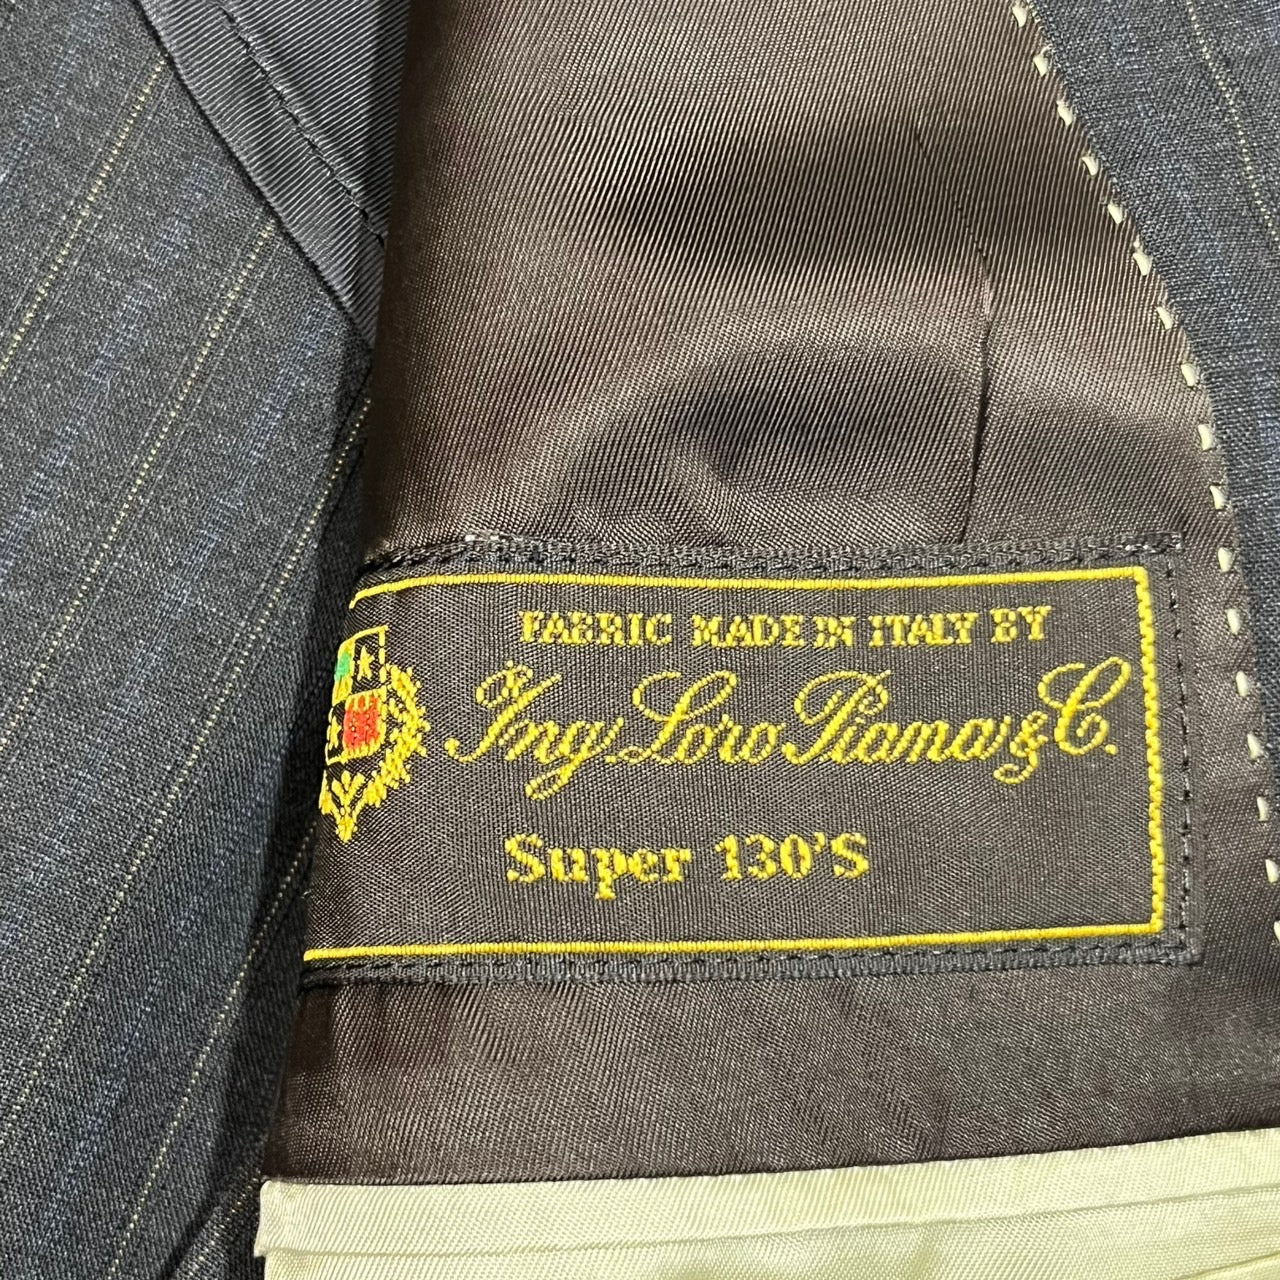 FABRIC MADE IN ITALY BY
Ing. Loro Piana & C.
Super 130'S